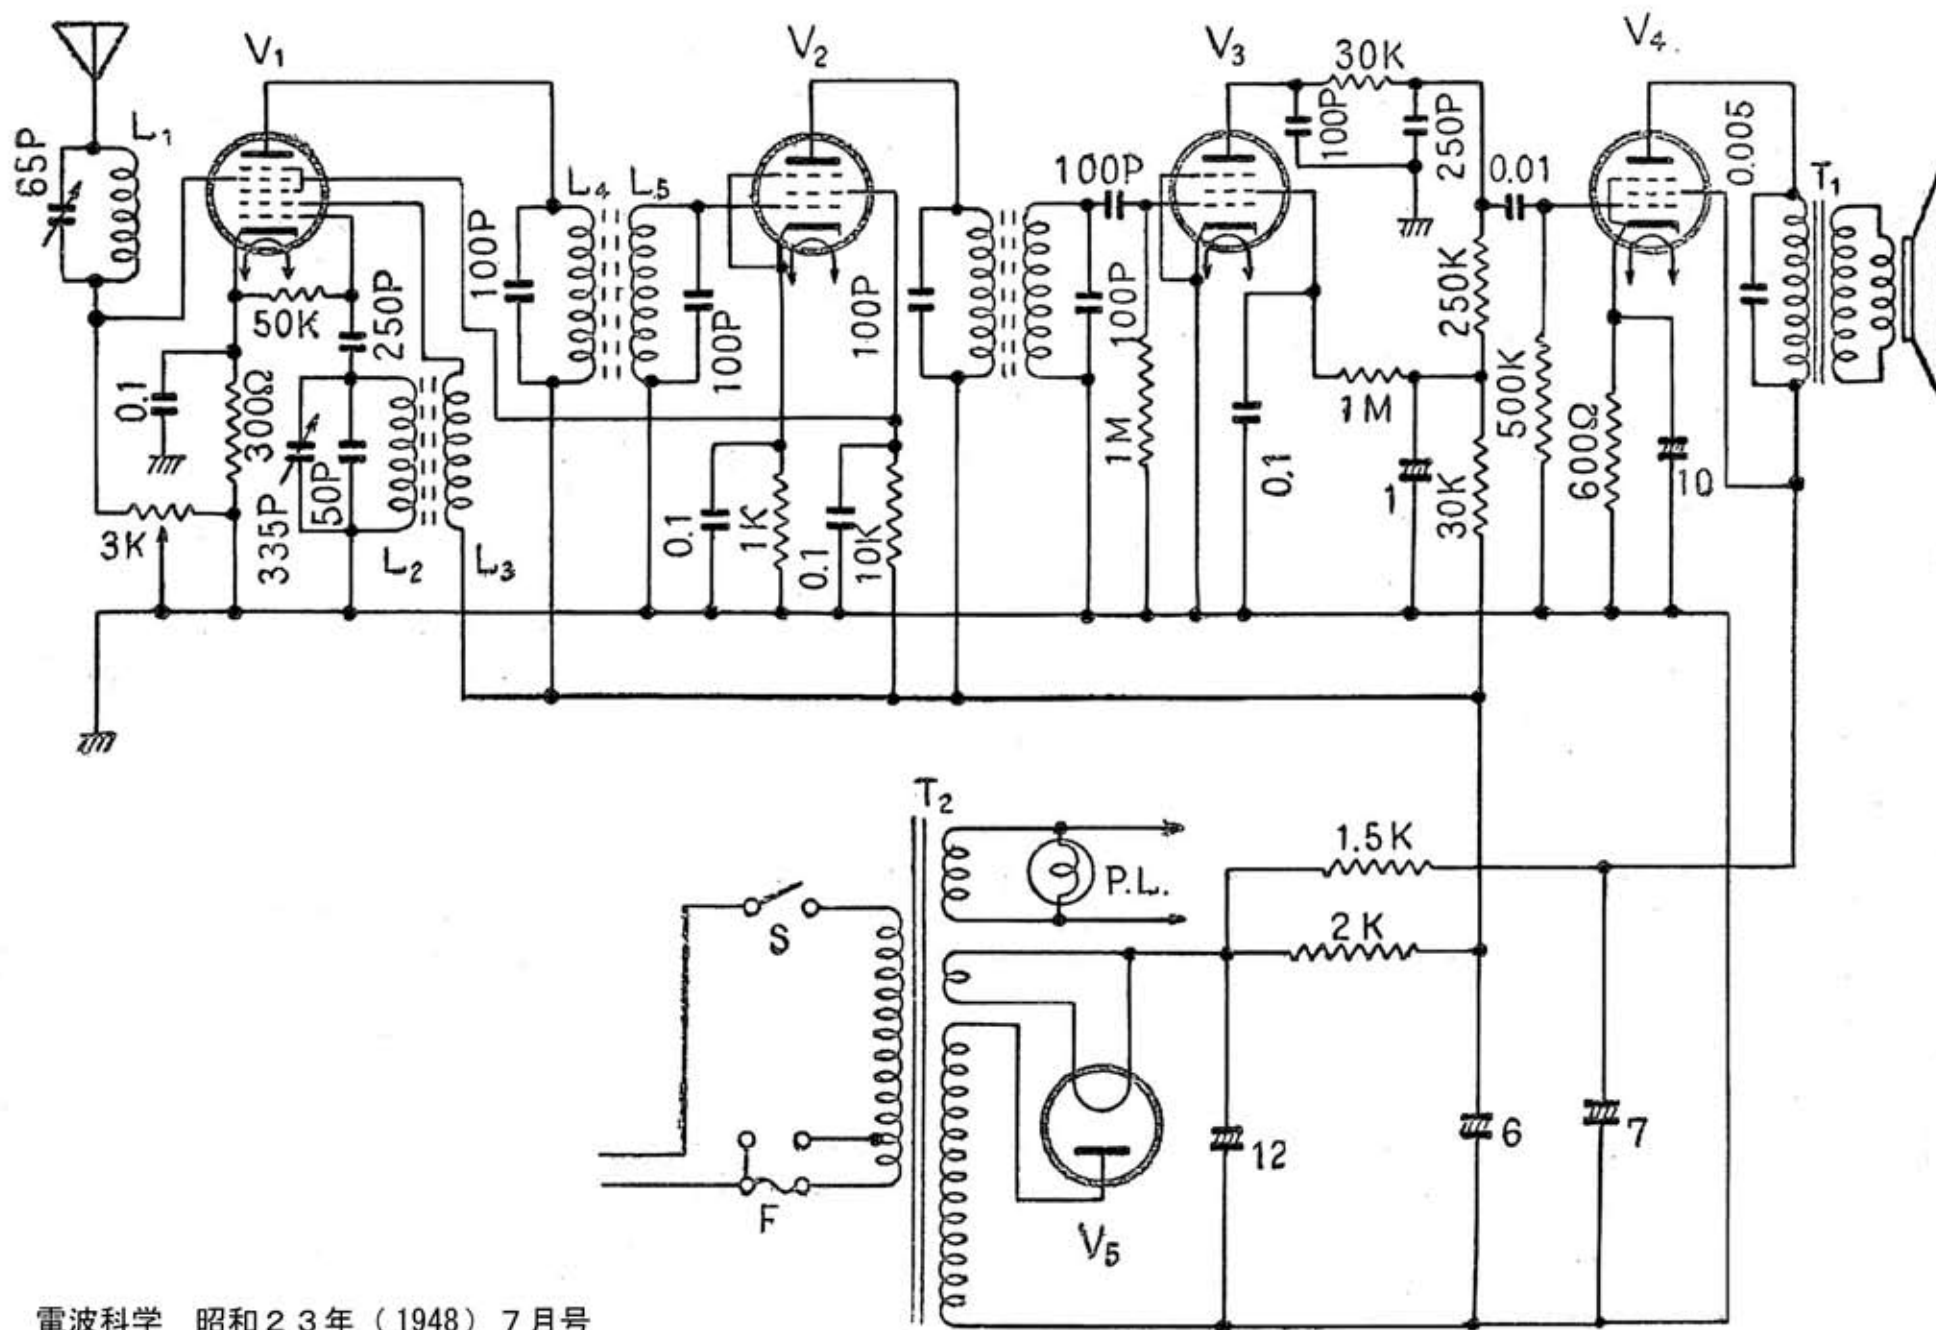 V₁
V₂
V₃
30K
V₄
65P
L₁
100P
250P
0.005
T₁
100P
0.01
L₄
L₅
100P
50K
250P
100P
100P
100P
250K
0.1
300Ω
1M
1M
500K
600Ω
335P
50P
3K
L₂
L₃
0.1
1K
0.1
10K
0.1
1
30K
10
T₂
1.5K
P.L.
S
2K
12
6
7
F
V₅
電波科学 昭和23年(1948)7月号